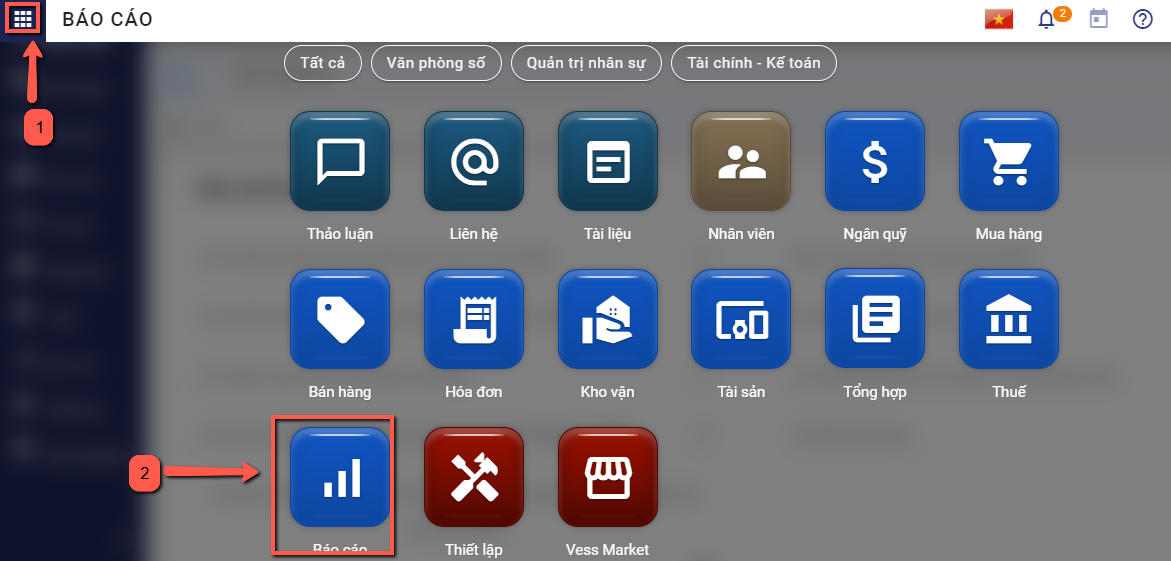 BÁO CÁO
2
Tất cả
Văn phòng số
Quản trị nhân sự
Tài chính - Kế toán
1
Thảo luận
Liên hệ
Tài liệu
Nhân viên
Ngân quỹ
Mua hàng
Bán hàng
Hóa đơn
Kho vận
Tài sản
Tổng hợp
Thuế
2
Báo cáo
Thiết lập
Vess Market